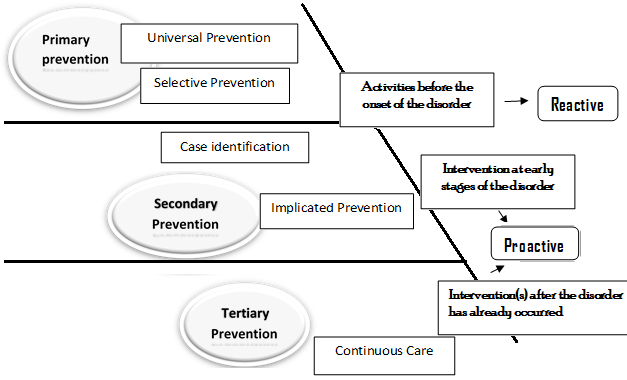 Primary
prevention
Universal Prevention
Selective Prevention
Activities before the
onset of the disorder
Reactive
Case identification
Intervention at early
stages of the disorder
Secondary
Prevention
Implicated Prevention
Proactive
Intervention(s) after the disorder
has already occurred
Tertiary
Prevention
Continuous Care